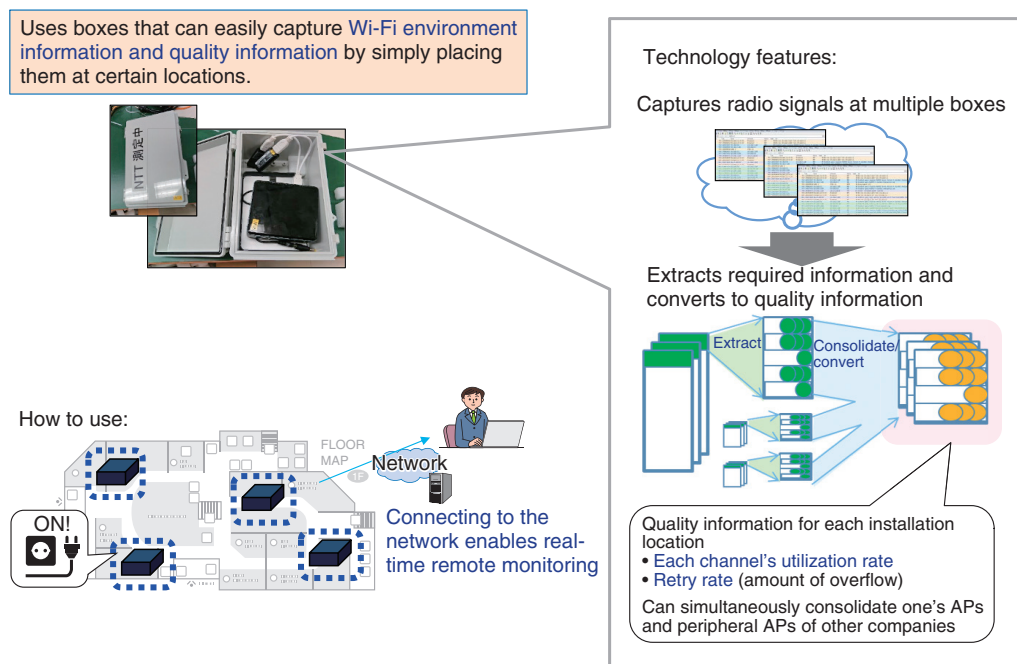 Uses boxes that can easily capture Wi-Fi environment
information and quality information by simply placing
them at certain locations.
NTT 測定中
How to use:
FLOOR
MAP
1F
Network
ON!
Connecting to the
network enables real-
time remote monitoring
Technology features:
Captures radio signals at multiple boxes
Extracts required information and
converts to quality information
Extract
Consolidate/
convert
Quality information for each installation
location
• Each channel's utilization rate
• Retry rate (amount of overflow)
Can simultaneously consolidate one's APs
and peripheral APs of other companies